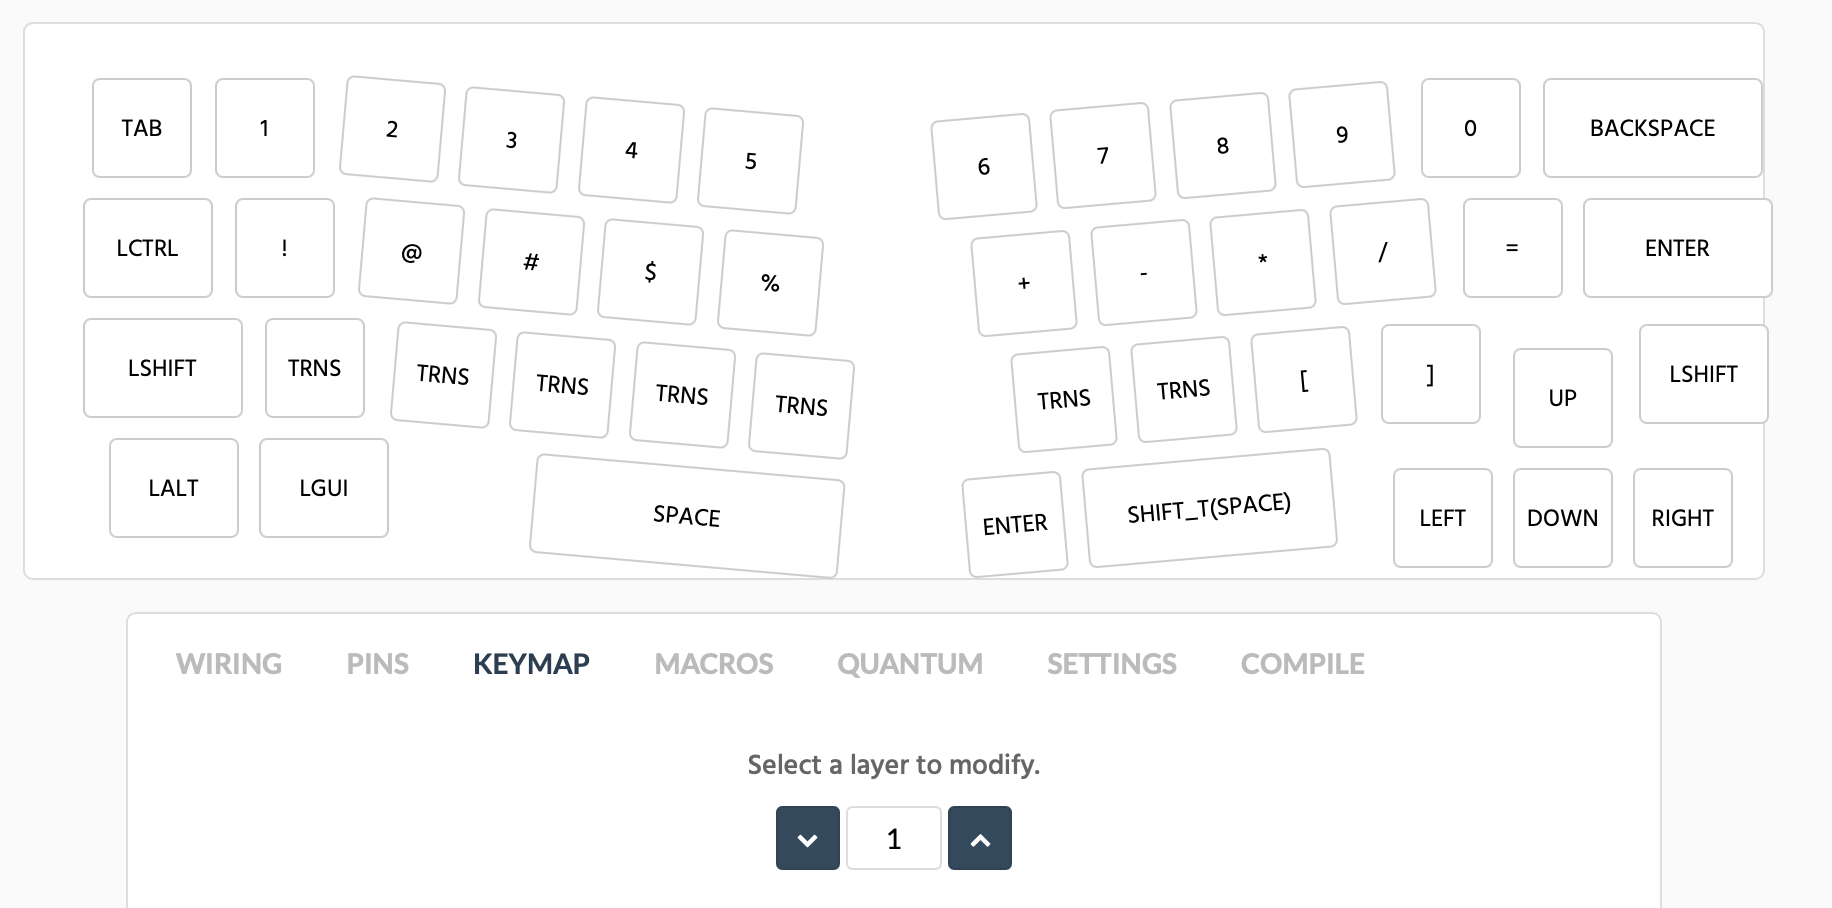 TAB 1 2 3 4 5 6 7 8 9 0 BACKSPACE
LCTRL ! @ # $ % + - * / = ENTER
LSHIFT TRNS TRNS TRNS TRNS TRNS TRNS TRNS [ ] UP LSHIFT
LALT LGUI SPACE ENTER SHIFT_T(SPACE) LEFT DOWN RIGHT
WIRING PINS KEYMAP MACROS QUANTUM SETTINGS COMPILE
Select a layer to modify.
1